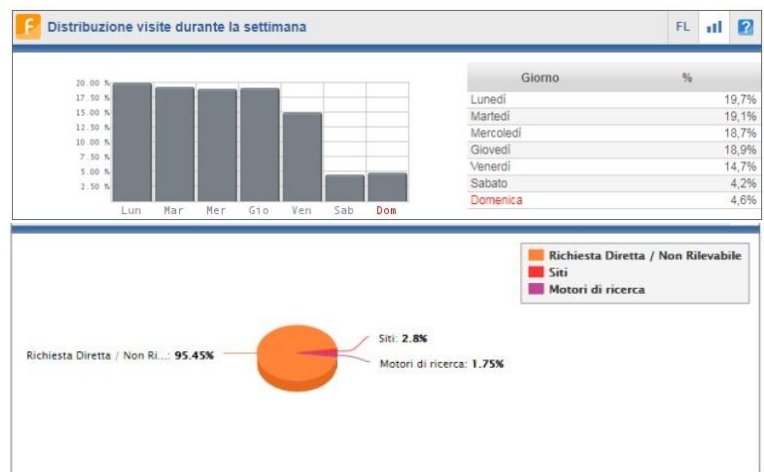 Distribuzione visite durante la settimana
FL
?
20.00 %
17.50 %
15.00 %
12.50 %
10.00 %
7.50 %
5.00 %
2.50 %
Lun Mar Mer Gio Ven Sab Dom
Giorno %
Lunedì 19,7%
Martedì 19,1%
Mercoledì 18,7%
Giovedì 18,9%
Venerdì 14,7%
Sabato 4,2%
Domenica 4,6%
Richiesta Diretta / Non Rilevabile
Siti
Motori di ricerca
Siti: 2.8%
Richiesta Diretta / Non Ri...: 95.45%
Motori di ricerca: 1.75%